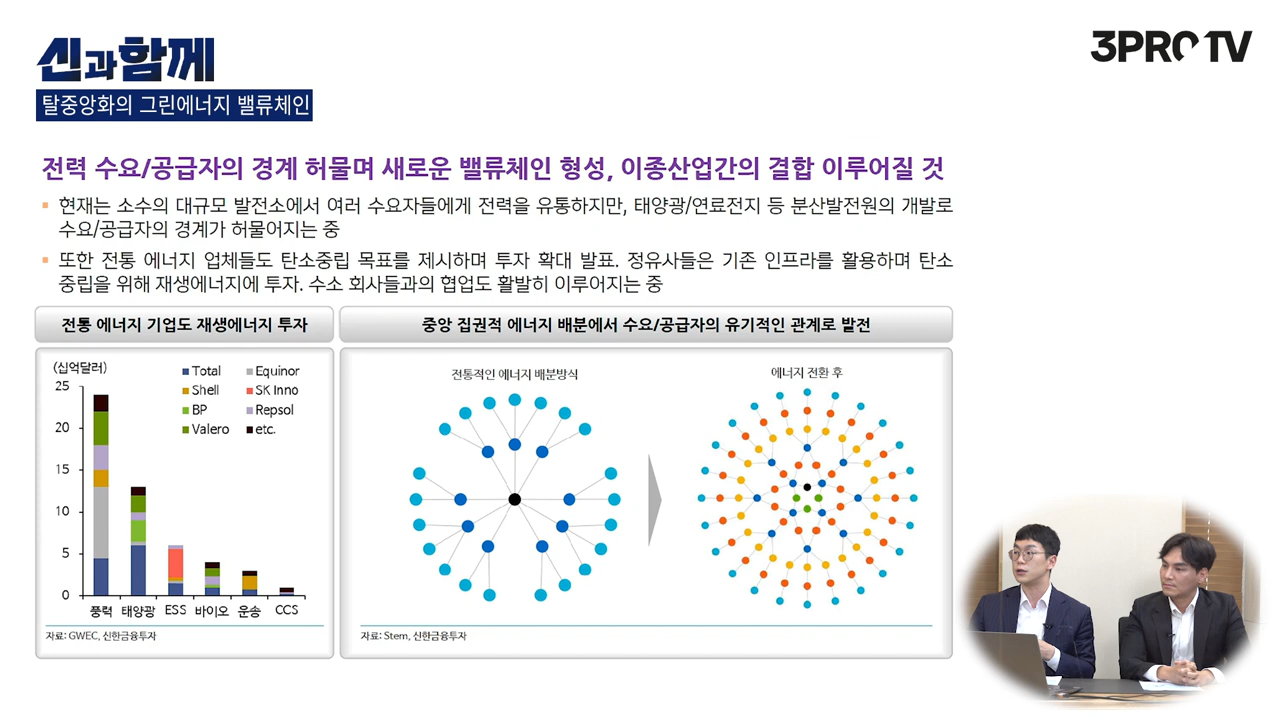 신과함께
3PRO TV
탈중앙화의 그린에너지 밸류체인
전력 수요/공급자의 경계 허물며 새로운 밸류체인 형성, 이종산업간의 결합 이루어질 것
현재는 소수의 대규모 발전소에서 여러 수요자들에게 전력을 유통하지만, 태양광/연료전지 등 분산발전원의 개발로
수요/공급자의 경계가 허물어지는 중
또한 전통 에너지 업체들도 탄소중립 목표를 제시하며 투자 확대 발표. 정유사들은 기존 인프라를 활용하며 탄소
중립을 위해 재생에너지에 투자. 수소 회사들과의 협업도 활발히 이루어지는 중
전통 에너지 기업도 재생에너지 투자
(십억달러)
25
20
15
10
5
0
Total
Equinor
Shell
SK Inno
BP
Repsol
Valero
etc.
풍력 태양광 ESS 바이오 운송 CCS
자료: GWEC, 신한금융투자
중앙 집권적 에너지 배분에서 수요/공급자의 유기적인 관계로 발전
전통적인 에너지 배분방식
에너지 전환 후
자료: Stem, 신한금융투자